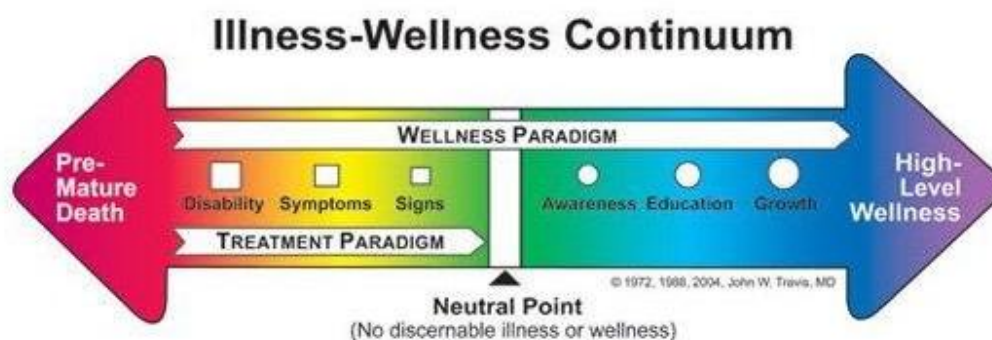 Illness-Wellness Continuum
WELLNESS PARADIGM
Pre-
Mature
Death
Disability Symptoms Signs
Awareness Education Growth
High-
Level
Wellness
TREATMENT PARADIGM
© 1972, 1988, 2004, John W. Travis, MD
Neutral Point
(No discernable illness or wellness)